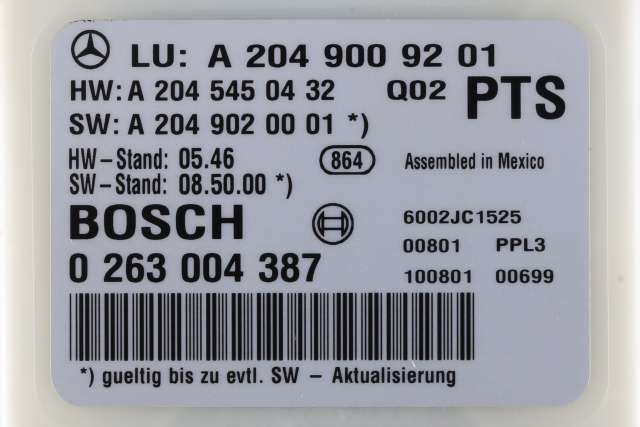 LU: A 204 900 92 01
HW: A 204 545 04 32 Q02 PTS
SW: A 204 902 00 01 *)
HW-Stand: 05.46 864 Assembled in Mexico
SW-Stand: 08.50.00 *)
BOSCH 6002JC1525
00801 PPL3
0 263 004 387 100801 00699
*) gueltig bis zu evtl. SW – Aktualisierung